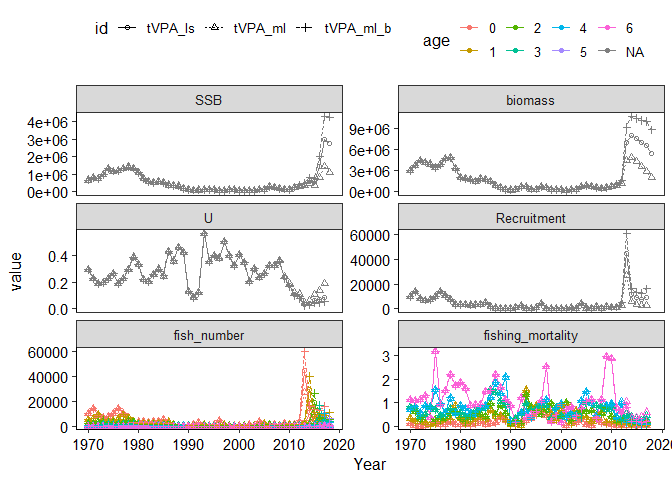 id tVPA_ls tVPA_ml tVPA_ml_b
age 0 2 4 6
1 3 5 NA
SSB biomass
4e+06
3e+06
2e+06
1e+06
0e+00
9e+06
6e+06
3e+06
0e+00
U Recruitment
0.4
0.2
0.0
60000
40000
20000
0
fish_number fishing_mortality
60000
40000
20000
0
3
2
1
0
value
1970 1980 1990 2000 2010 2020
1970 1980 1990 2000 2010 2020
Year